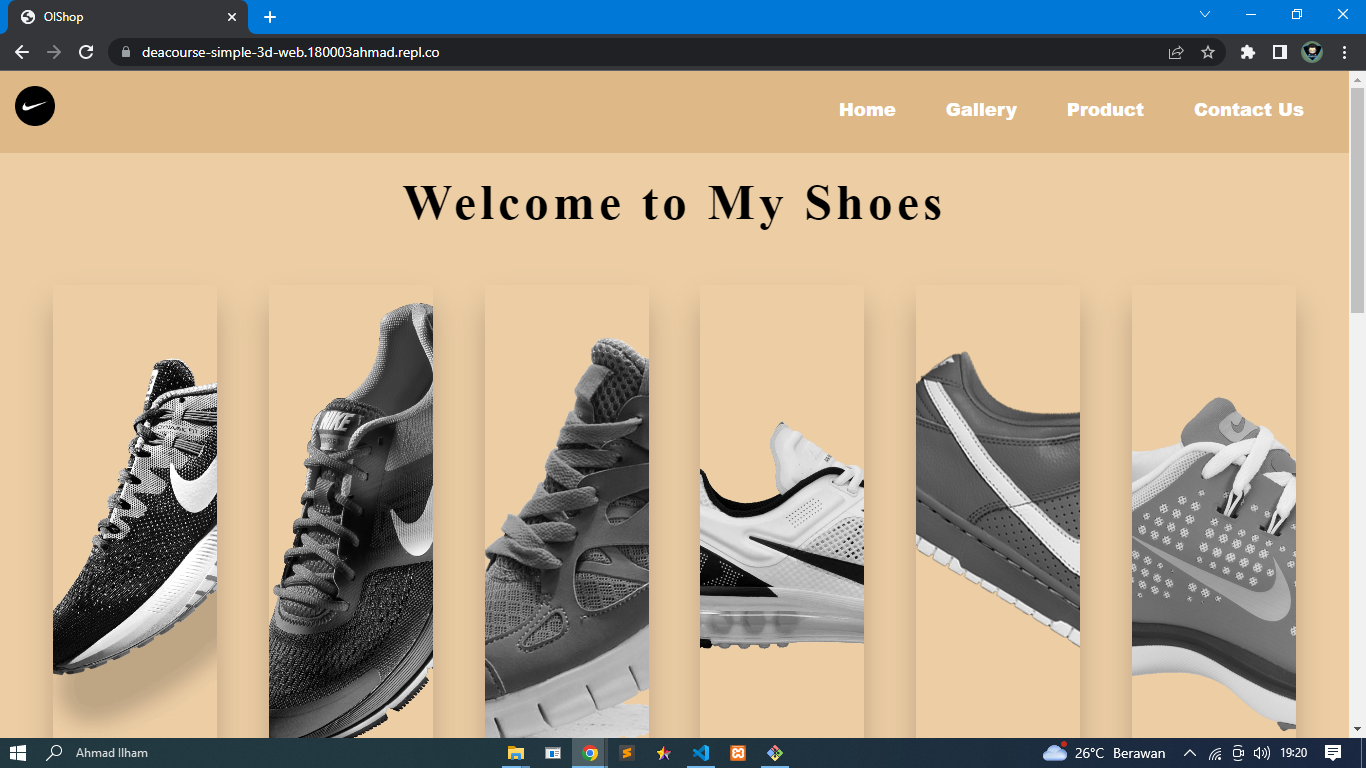 OlShop
deacourse-simple-3d-web.180003ahmad.repl.co
Home Gallery Product Contact Us
Welcome to My Shoes
NIKE
Ahmad Ilham
26°C Berawan
19:20